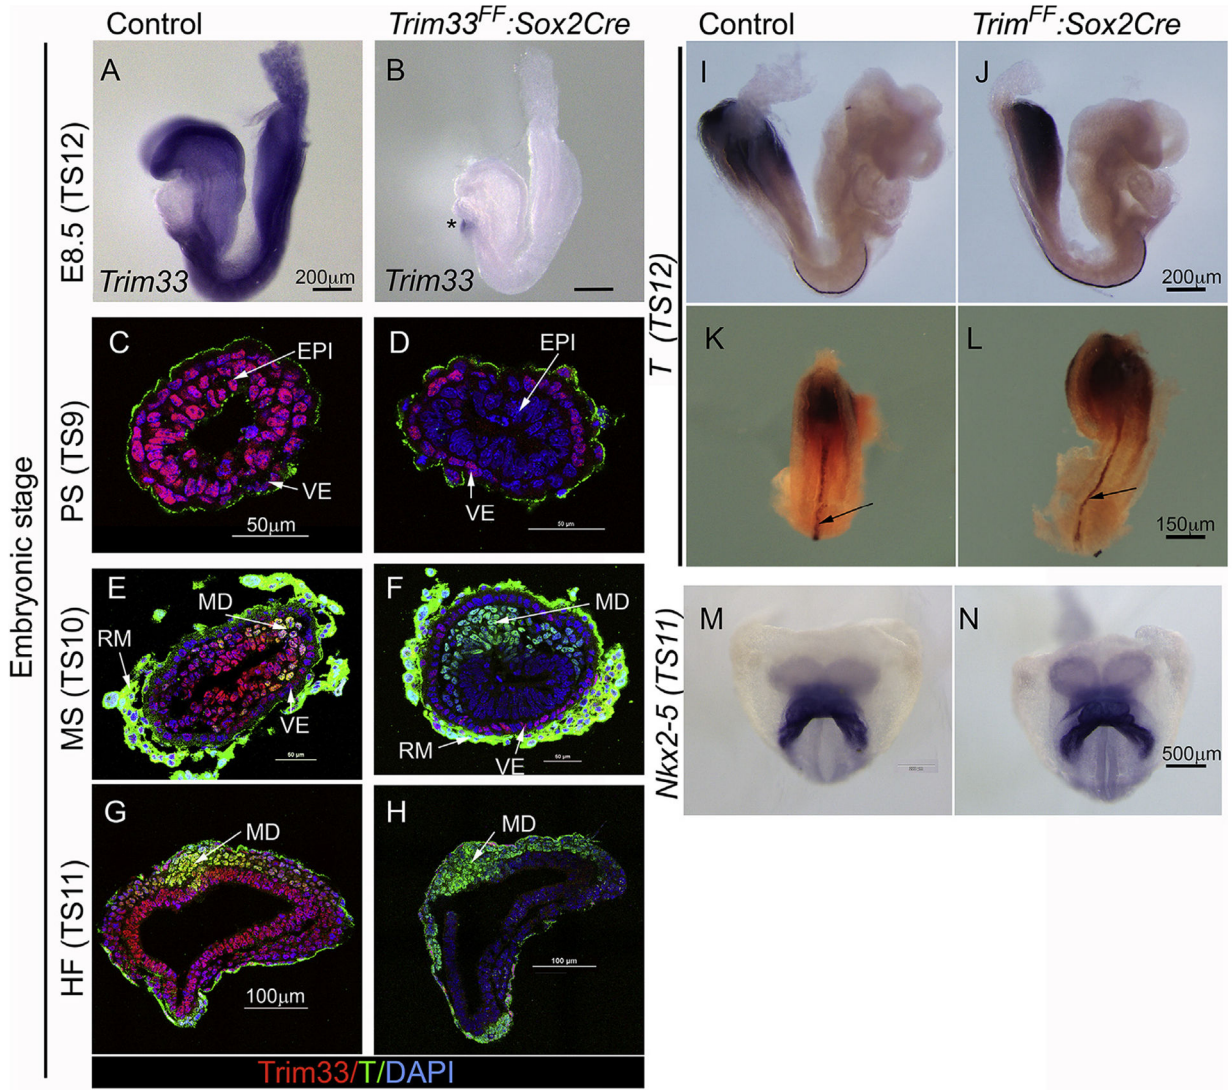 Control
Trim33FF:Sox2Cre
Control
TrimFF:Sox2Cre
Embryonic stage
E8.5 (TS12)
A
Trim33
200µm
B
*
Trim33
PS (TS9)
C
EPI
VE
50µm
D
EPI
VE
50 µm
MS (TS10)
E
MD
RM
VE
50 µm
F
MD
RM
VE
50 µm
HF (TS11)
G
MD
100µm
H
MD
100 µm
Trim33/T/DAPI
T (TS12)
I
J
200µm
K
L
150µm
Nkx2-5 (TS11)
M
N
500µm